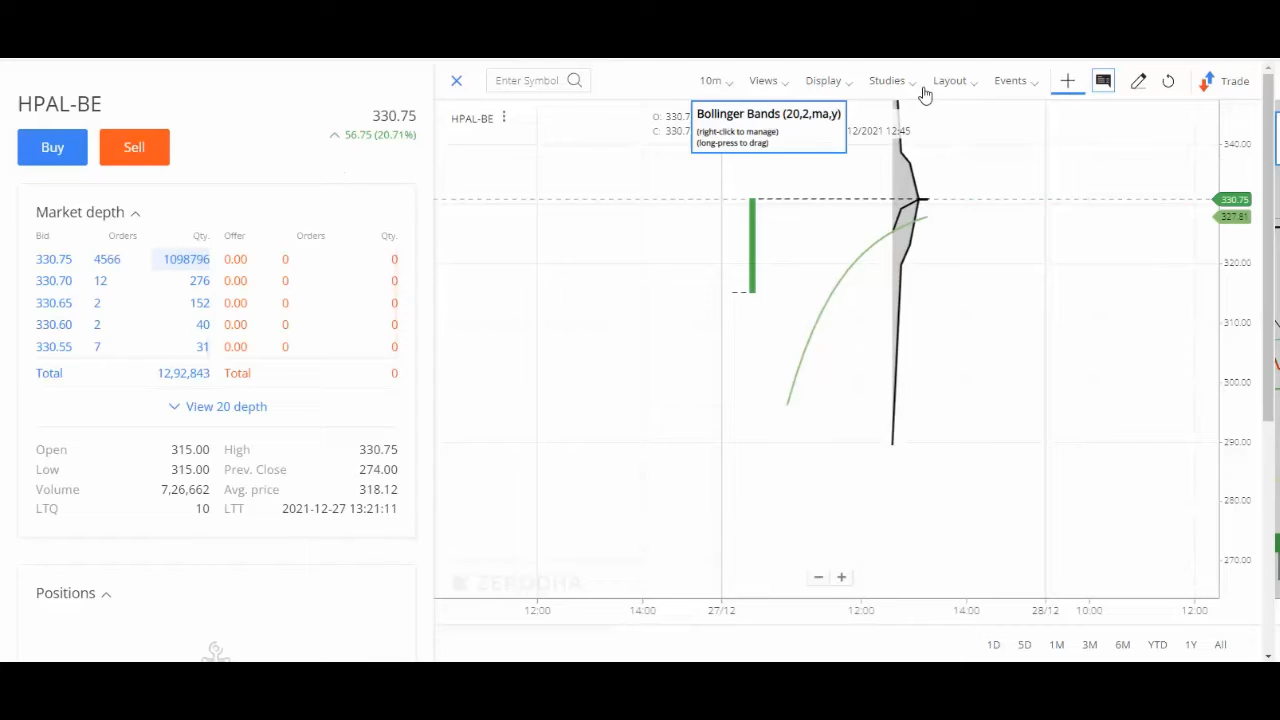 HPAL-BE
330.75
56.75 (20.71%)
Buy Sell
Market depth
Bid Orders Qty. Offer Orders Qty.
330.75 4566 1098796 0.00 0 0
330.70 12 276 0.00 0 0
330.65 2 152 0.00 0 0
330.60 2 40 0.00 0 0
330.55 7 31 0.00 0 0
Total 12,92,843 Total 0
View 20 depth
Open 315.00 High 330.75
Low 315.00 Prev. Close 274.00
Volume 7,26,662 Avg. price 318.12
LTQ 10 LTT 2021-12-27 13:21:11
Positions
Enter Symbol 10m Views Display Studies Layout Events Trade
HPAL-BE
O: 330.7
C: 330.7
12/2021 12:45
Bollinger Bands (20,2,ma,y)
(right-click to manage)
(long-press to drag)
340.00
330.75
327.81
320.00
310.00
300.00
290.00
280.00
270.00
ZERODHA
12:00 14:00 27/12 12:00 14:00 28/12 10:00 12:00
1D 5D 1M 3M 6M YTD 1Y All